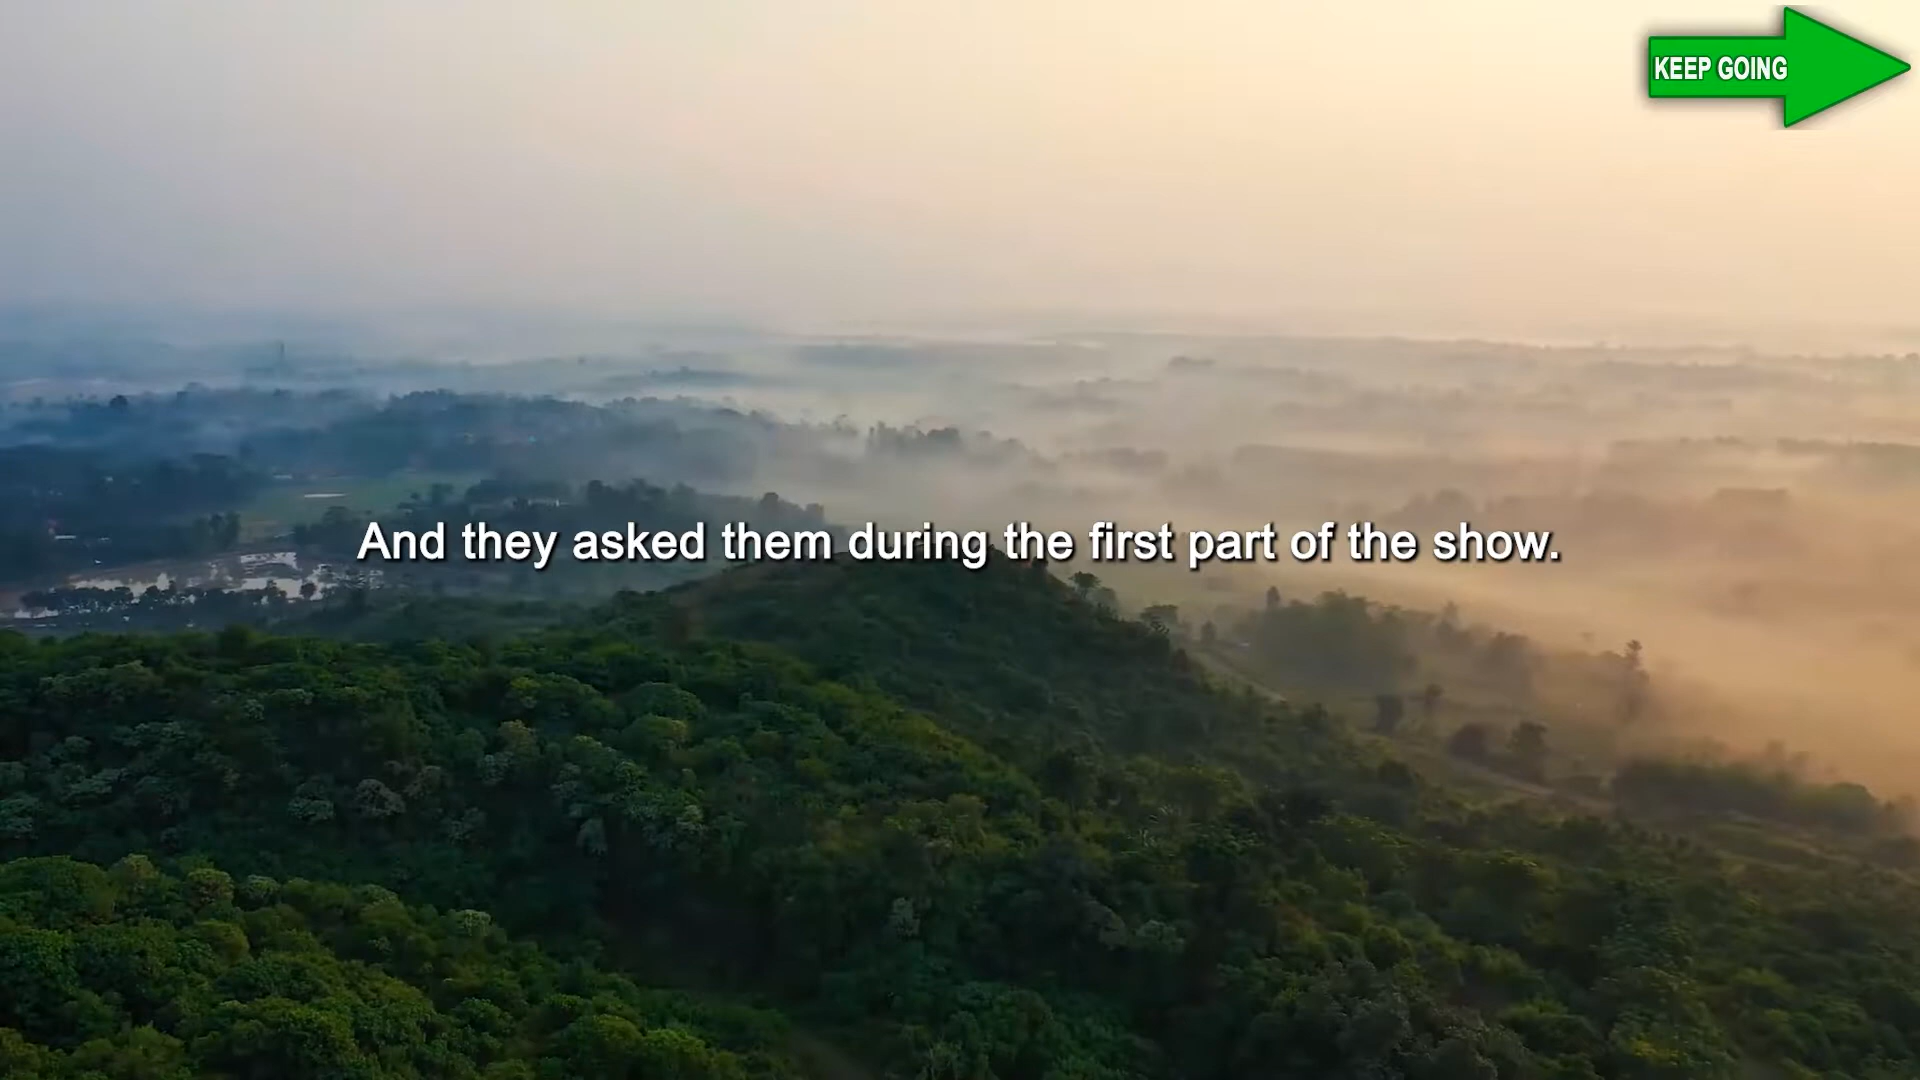 KEEP GOING
And they asked them during the first part of the show.